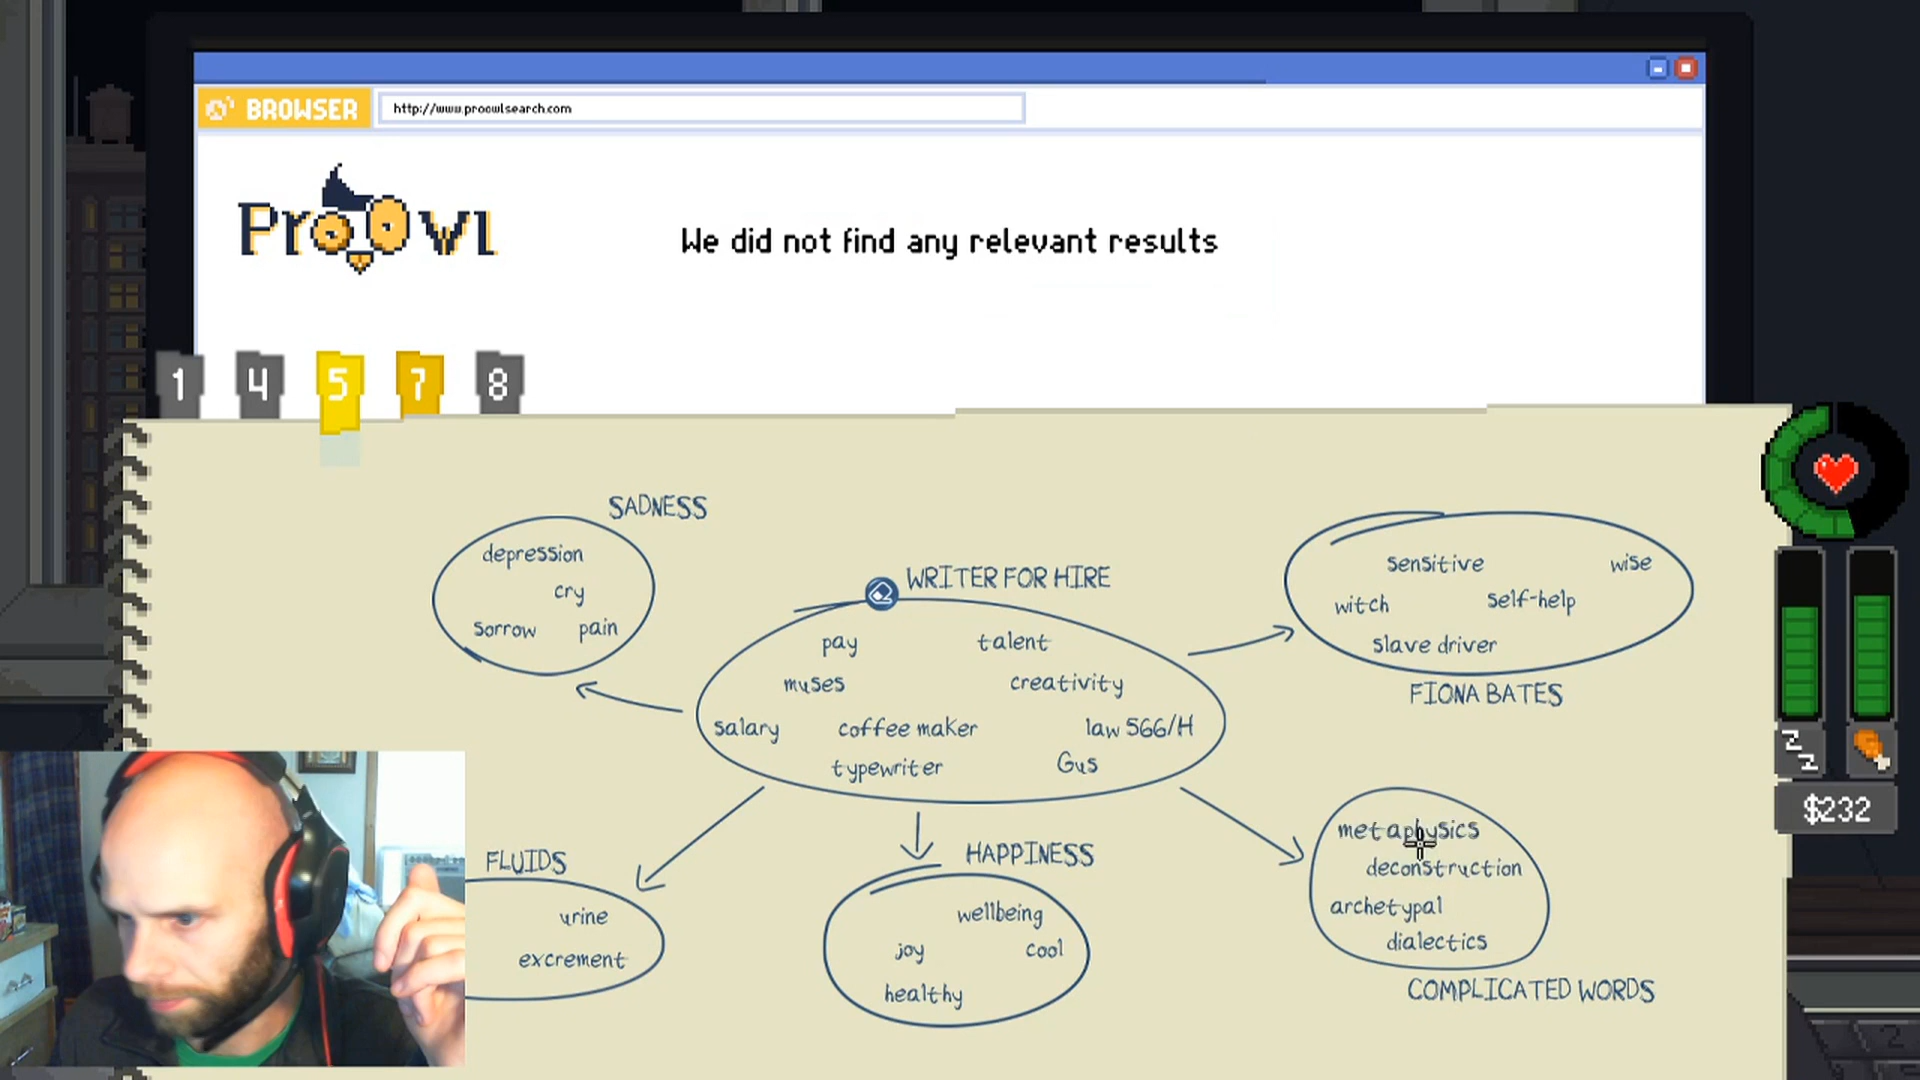 BROWSER
http://www.proowlsearch.com
PrOOwl
We did not find any relevant results
1 4 5 7 8
SADNESS
depression
cry
sorrow pain
WRITER FOR HIRE
pay talent
muses creativity
salary coffee maker law 566/H
typewriter Gus
sensitive wise
witch self-help
slave driver
FIONA BATES
FLUIDS
urine
excrement
HAPPINESS
wellbeing
joy cool
healthy
metaphysics
deconstruction
archetypal
dialectics
COMPLICATED WORDS
Z
Z
$232